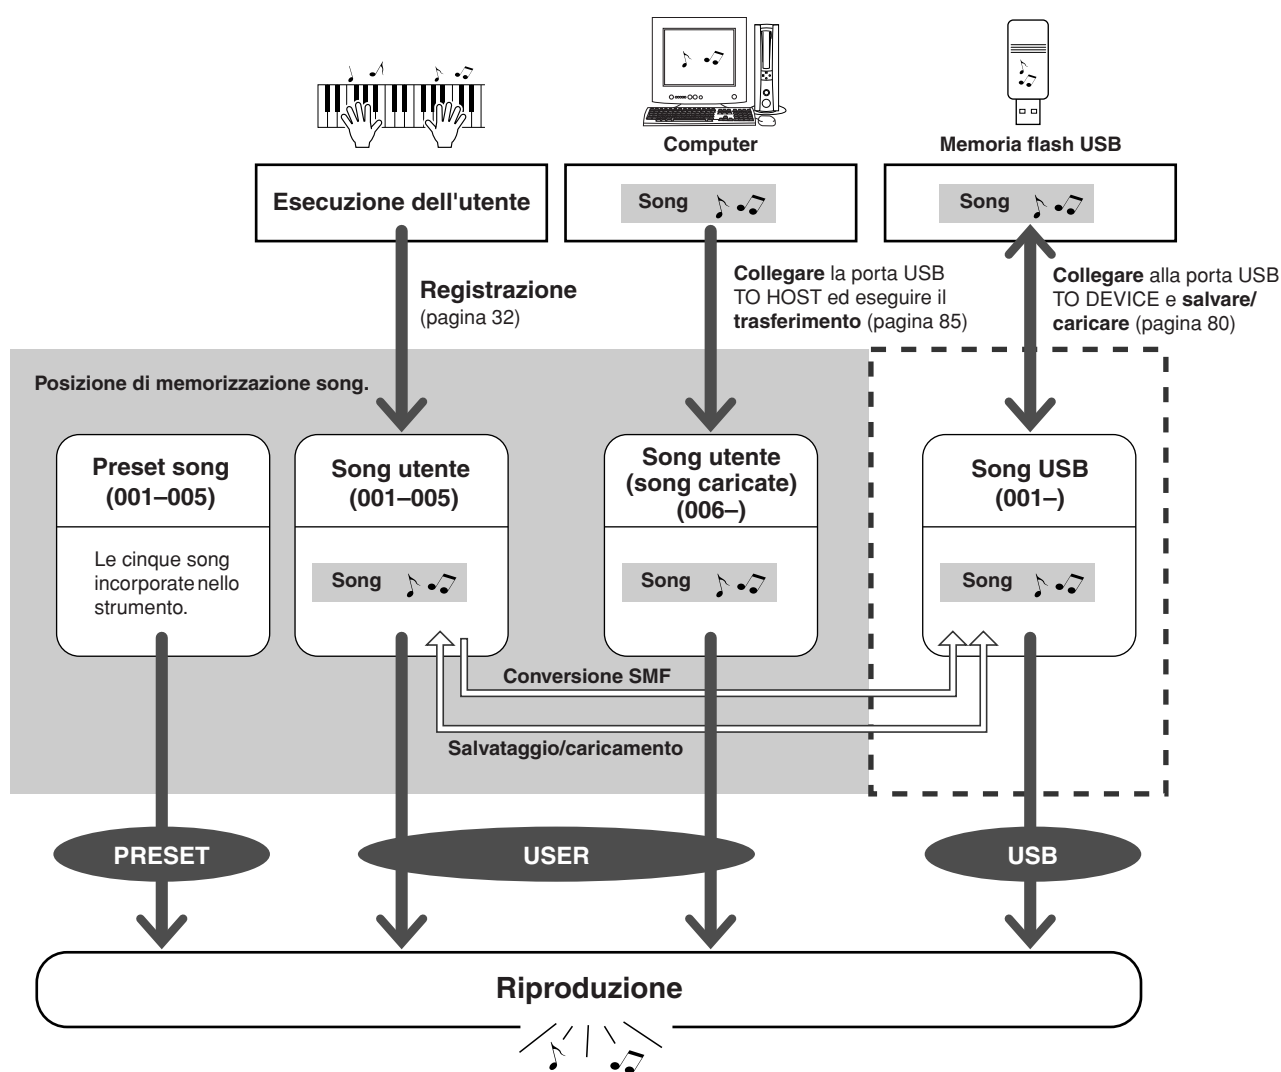 Computer
Memoria flash USB
Esecuzione dell'utente
Song
Song
Registrazione
(pagina 32)
Collegare la porta USB
TO HOST ed eseguire il
trasferimento (pagina 85)
Collegare alla porta USB
TO DEVICE e salvare/
caricare (pagina 80)
Posizione di memorizzazione song.
Preset song
(001–005)
Le cinque song
incorporate nello
strumento.
Song utente
(001–005)
Song
Song utente
(song caricate)
(006–)
Song
Song USB
(001–)
Song
Conversione SMF
Salvataggio/caricamento
PRESET
USER
USB
Riproduzione